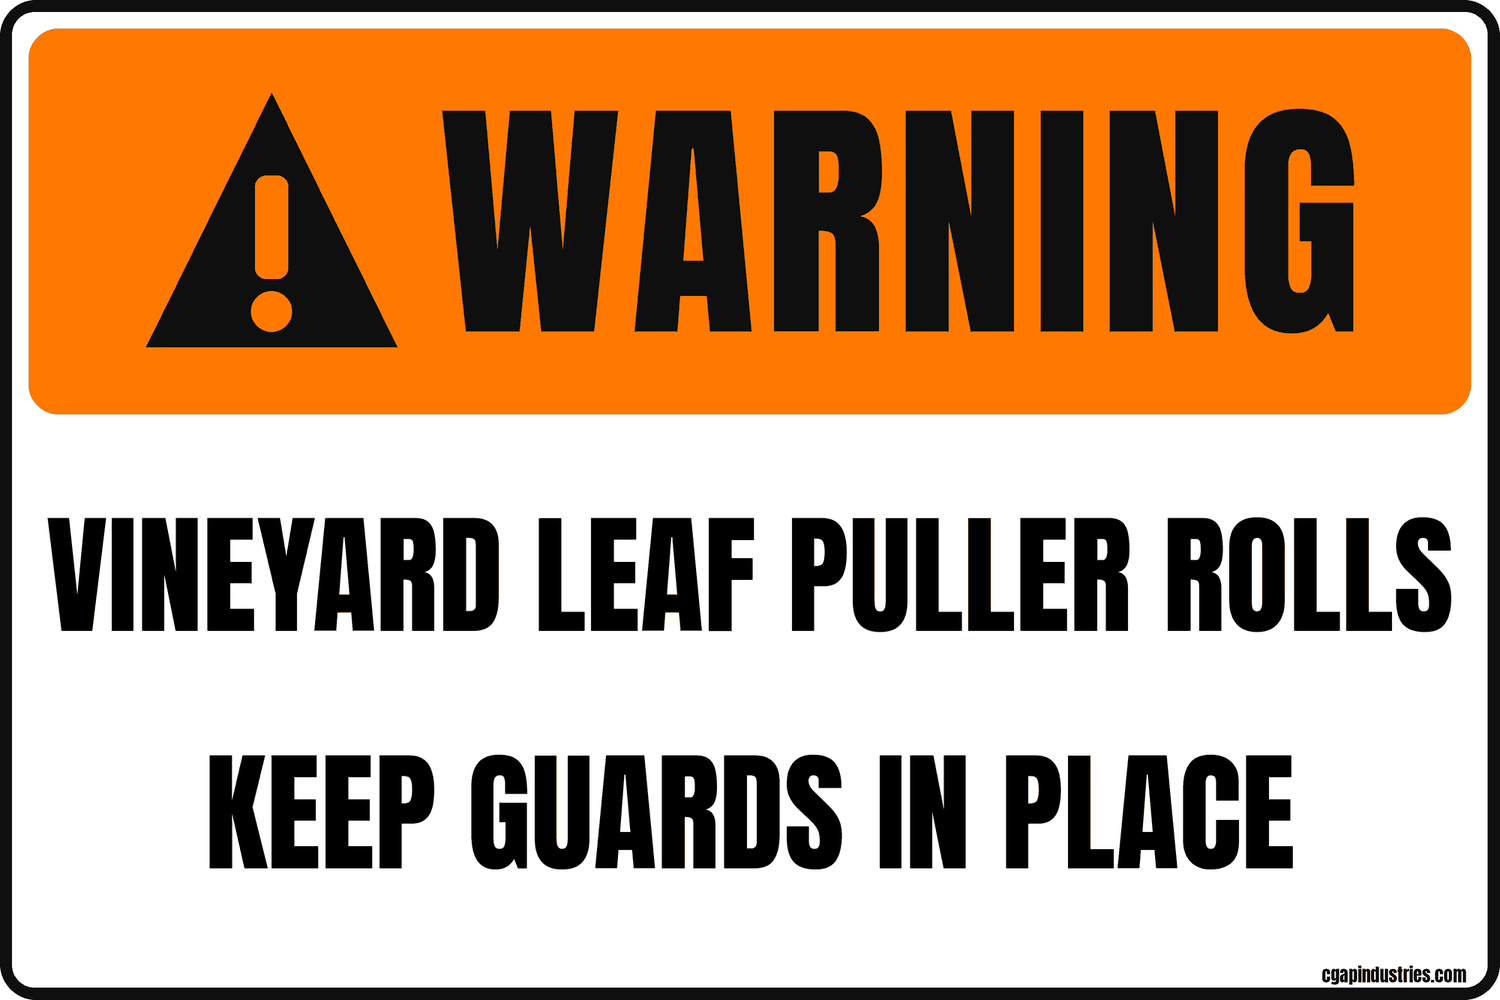 WARNING
VINEYARD LEAF PULLER ROLLS
KEEP GUARDS IN PLACE
cgapindustries.com